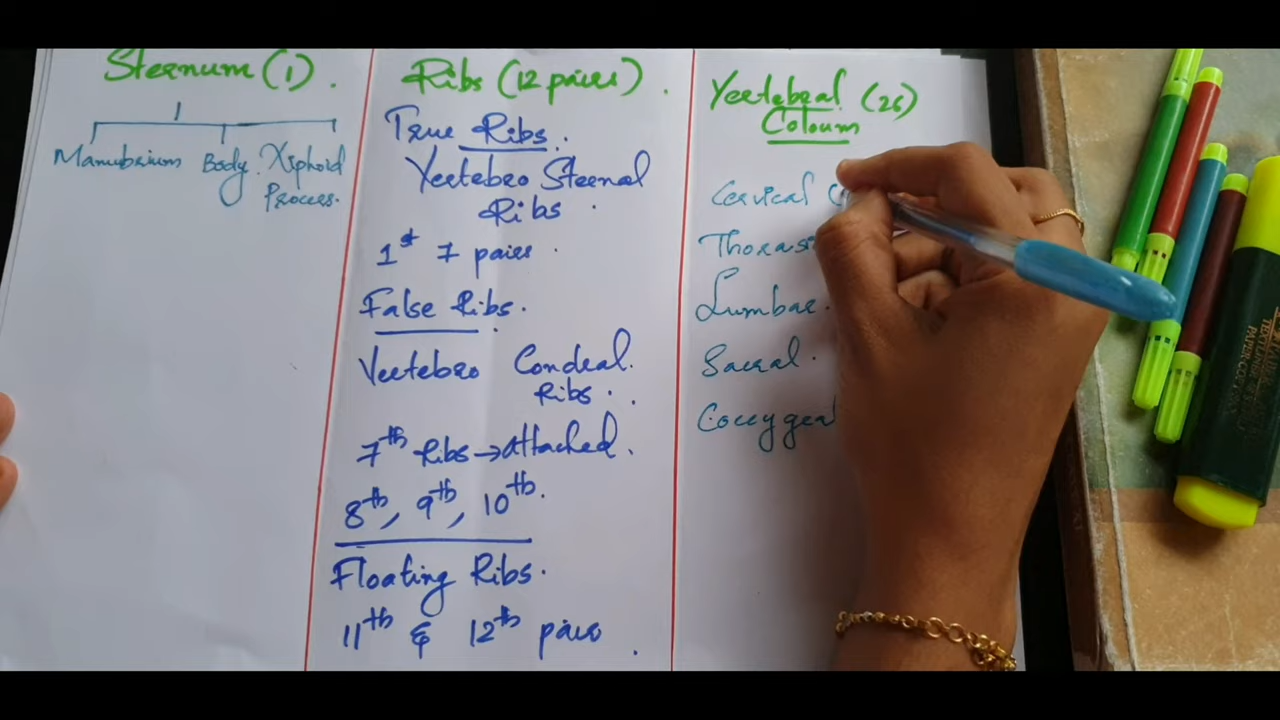 Sternum (1).
Manubrium Body. Xiphoid
Process.
Ribs (12 pairs).
True Ribs.
Vertebro Sternal
Ribs.
1st 7 pairs.
False Ribs.
Vertebro Condral.
Ribs..
7th Ribs → attached.
8th, 9th, 10th.
Floating Ribs.
11th & 12th pairs.
Vertebral (26)
Coloum
Cervical (
Lumbar.
Sacral.
Coccygeal